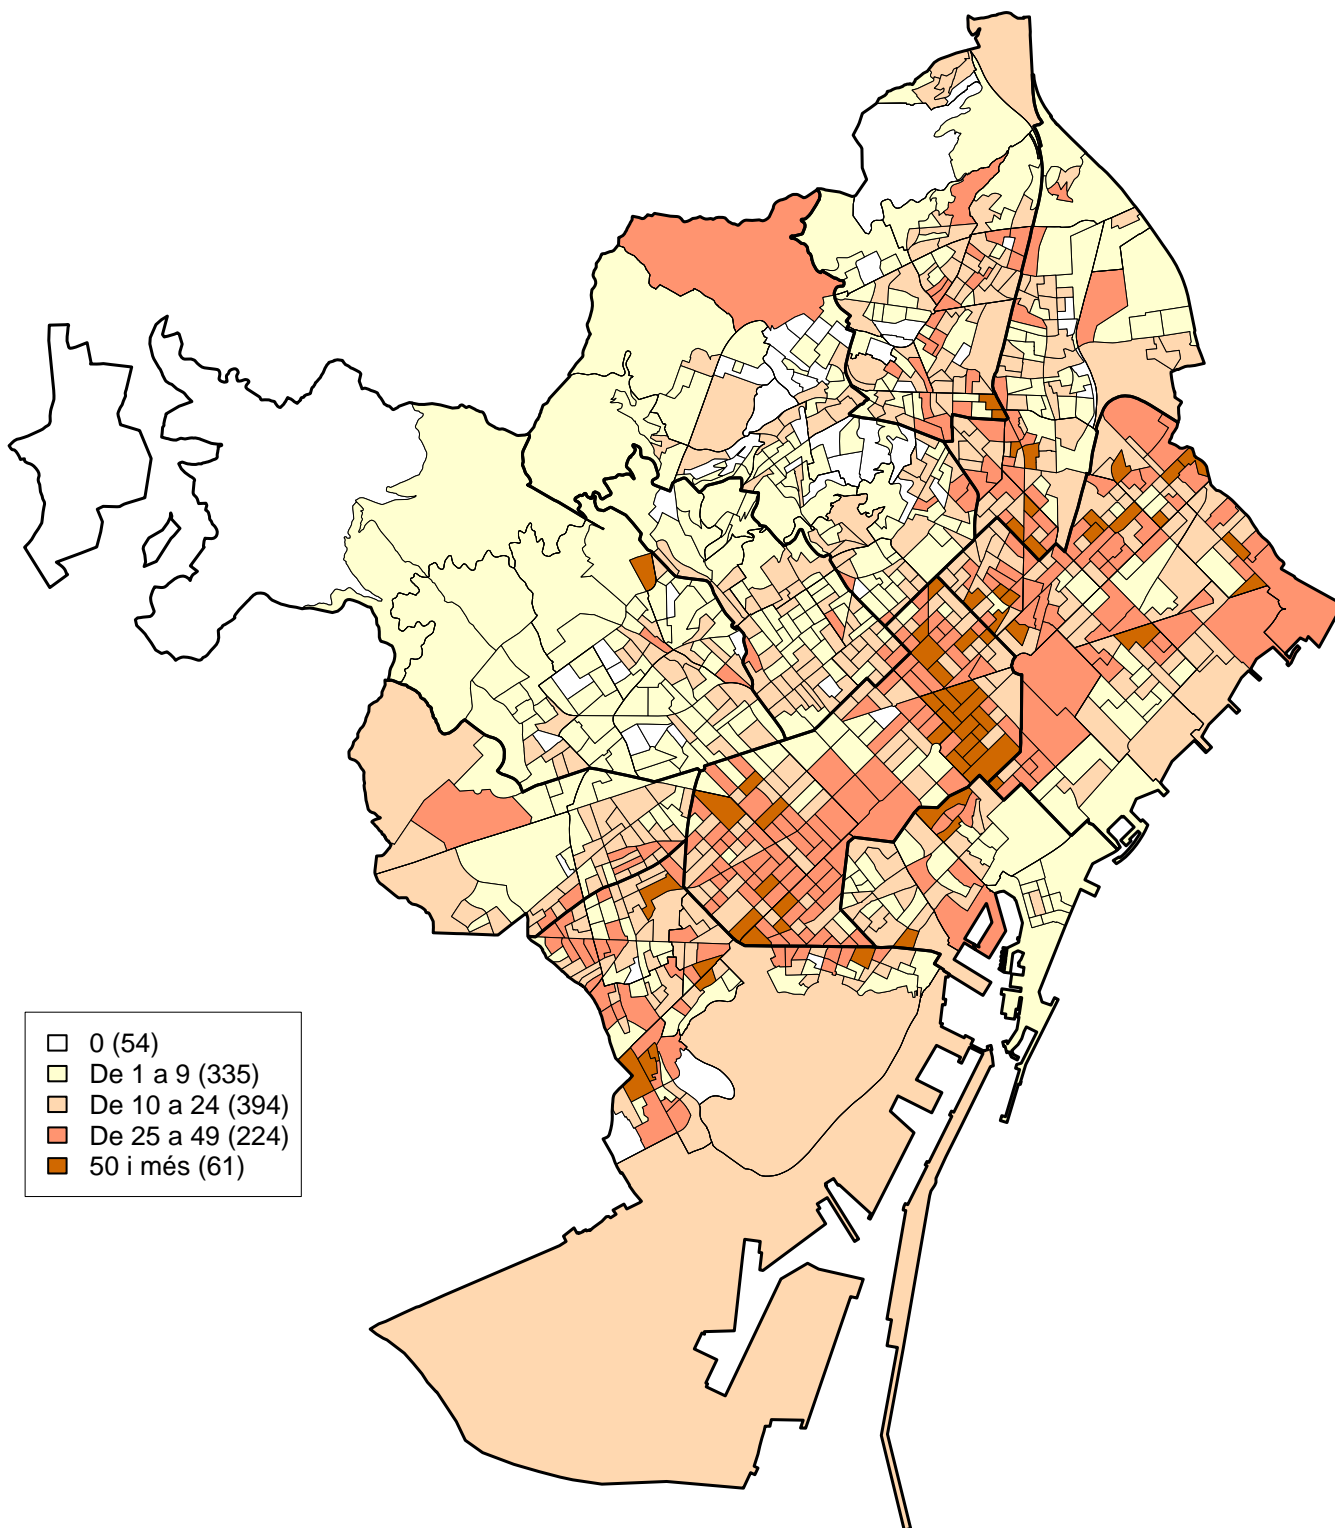 0 (54)
De 1 a 9 (335)
De 10 a 24 (394)
De 25 a 49 (224)
50 i més (61)